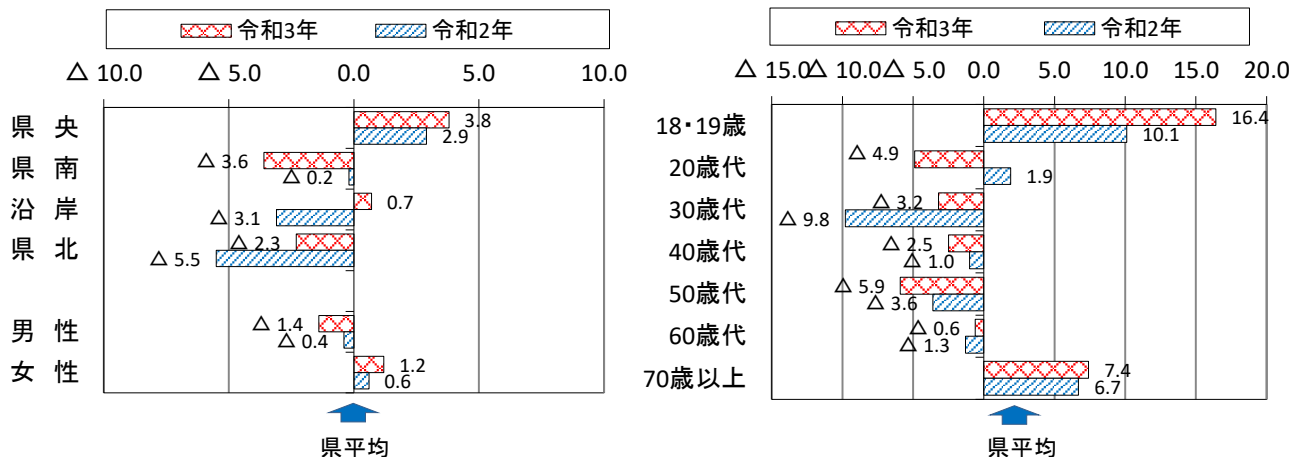 令和3年 令和2年
△ 10.0 △ 5.0 0.0 5.0 10.0
県 央 3.8
2.9
県 南 △ 3.6
△ 0.2
沿 岸 0.7
△ 3.1
県 北 △ 2.3
△ 5.5
男 性 △ 1.4
△ 0.4
女 性 1.2
0.6
県平均
令和3年 令和2年
△ 15.0 △ 10.0 △ 5.0 0.0 5.0 10.0 15.0 20.0
18・19歳 16.4
10.1
20歳代 △ 4.9
1.9
30歳代 △ 3.2
△ 9.8
40歳代 △ 2.5
△ 1.0
50歳代 △ 5.9
△ 3.6
60歳代 △ 0.6
△ 1.3
70歳以上 7.4
6.7
県平均